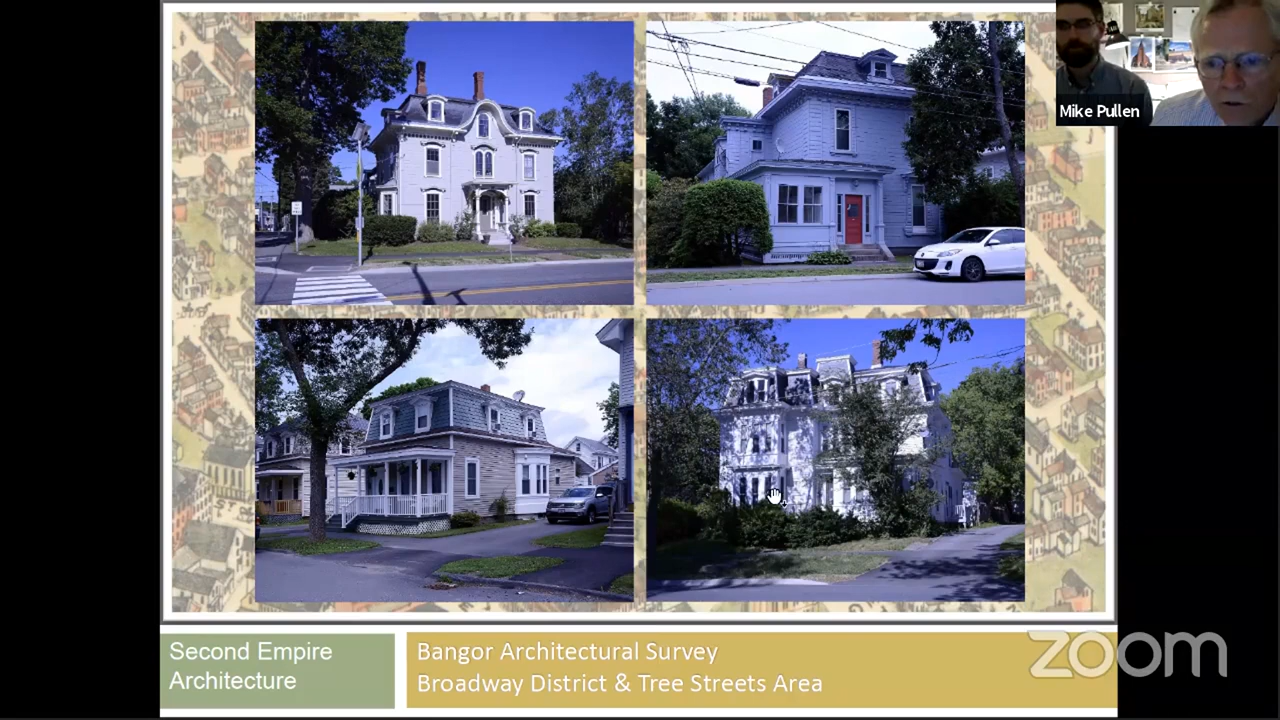 Mike Pullen
Second Empire
Architecture
Bangor Architectural Survey
Broadway District & Tree Streets Area
zoom